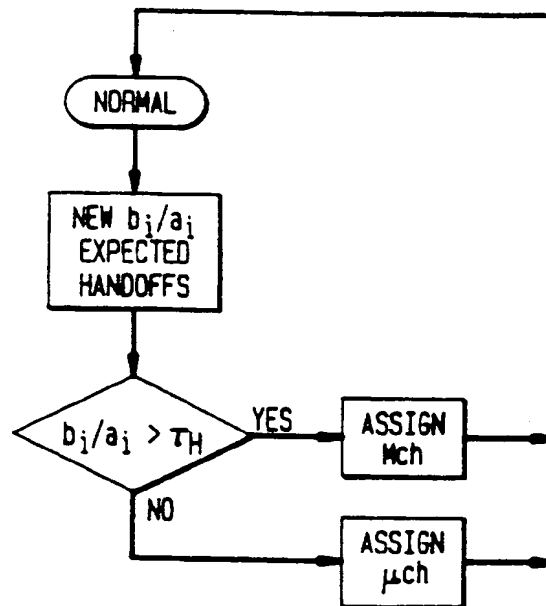 NORMAL
NEW bi/ai
EXPECTED
HANDOFFS
bi/ai > τH
YES
ASSIGN
Mch
NO
ASSIGN
μch